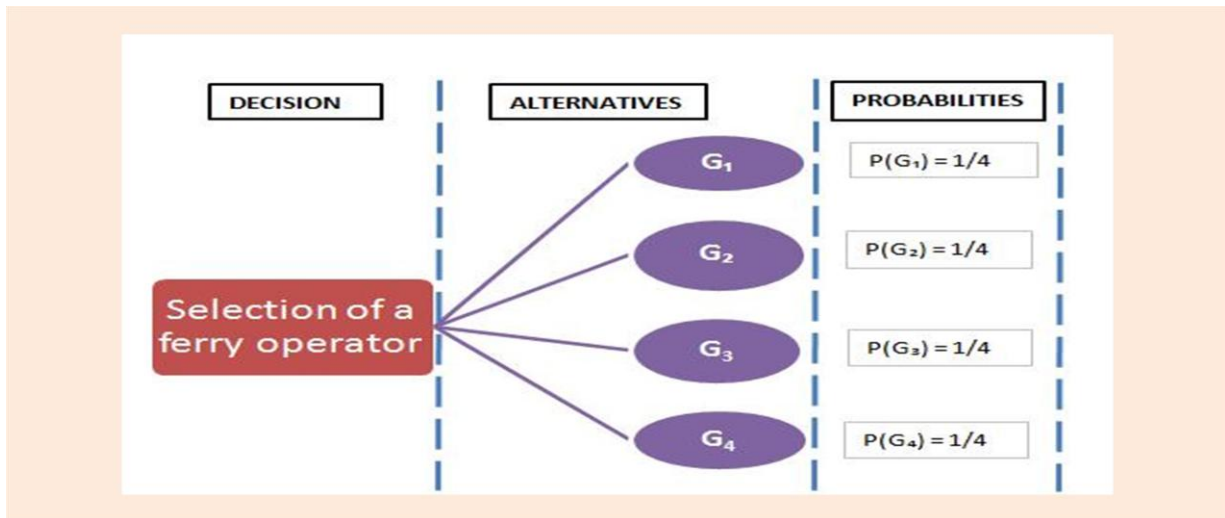 DECISION
ALTERNATIVES
PROBABILITIES
G₁
P(G₁) = 1/4
G₂
P(G₂) = 1/4
Selection of a
ferry operator
G₃
P(G₃) = 1/4
G₄
P(G₄) = 1/4